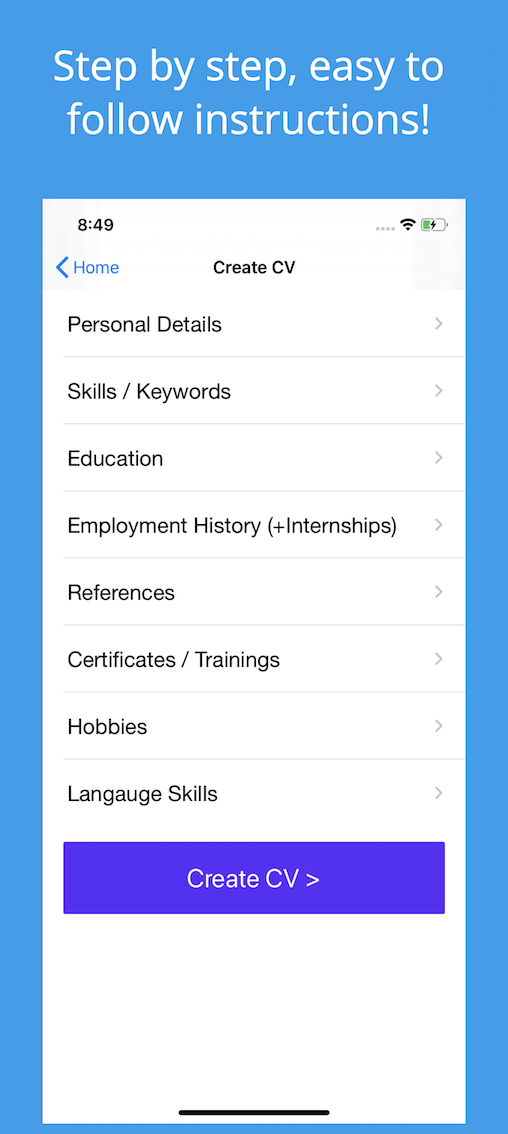 Step by step, easy to
follow instructions!
8:49
Home
Create CV
Personal Details
Skills / Keywords
Education
Employment History (+Internships)
References
Certificates / Trainings
Hobbies
Langauge Skills
Create CV >